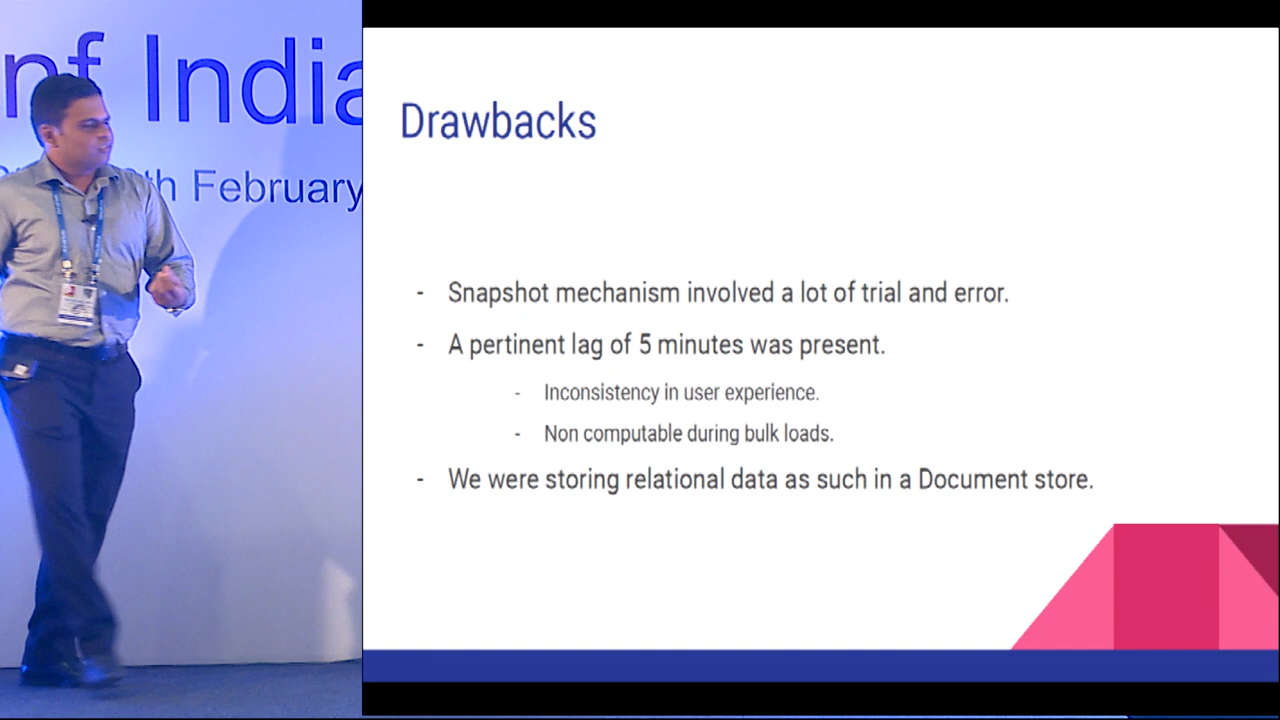 nf India
th February
Drawbacks
- Snapshot mechanism involved a lot of trial and error.
- A pertinent lag of 5 minutes was present.
- Inconsistency in user experience.
- Non computable during bulk loads.
- We were storing relational data as such in a Document store.